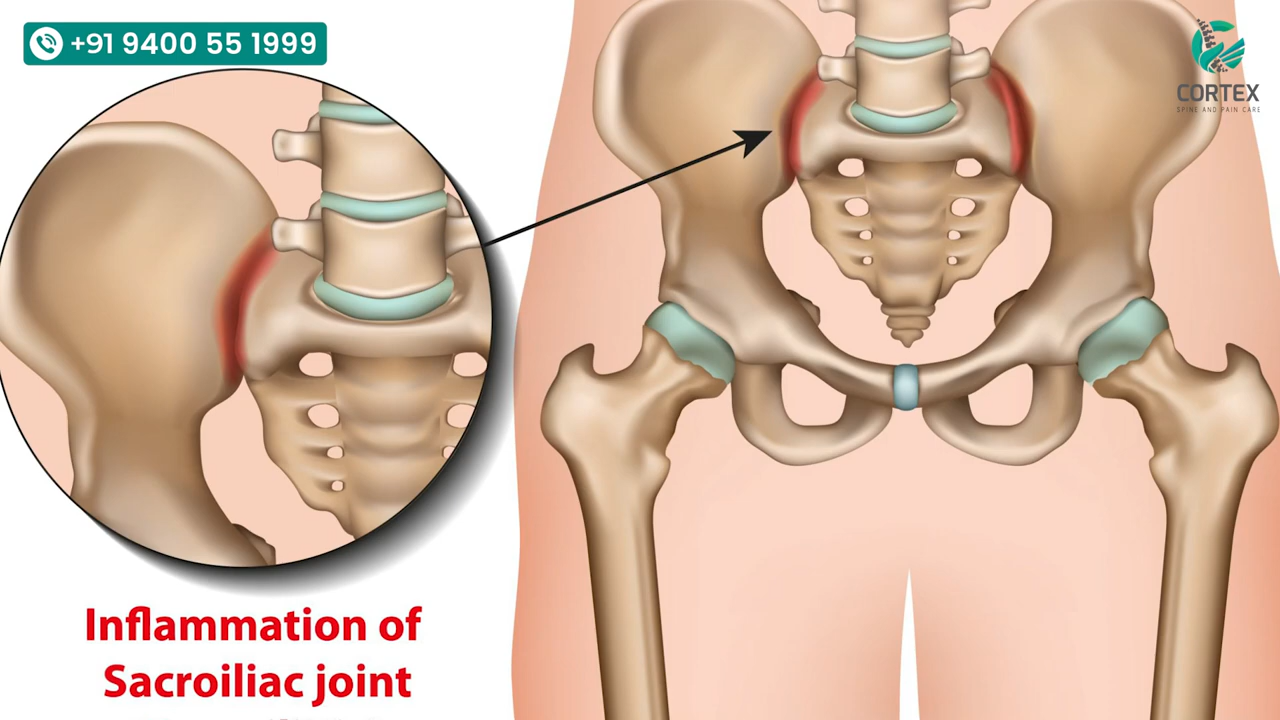 +91 9400 55 1999
CORTEX
SPINE AND PAIN CARE
Inflammation of
Sacroiliac joint